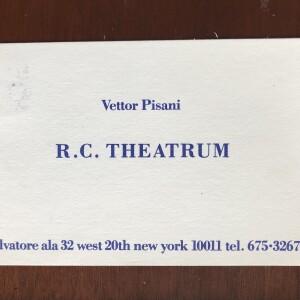 Vettor Pisani
R.C. THEATRUM
lvatore ala 32 west 20th new york 10011 tel. 675·3267